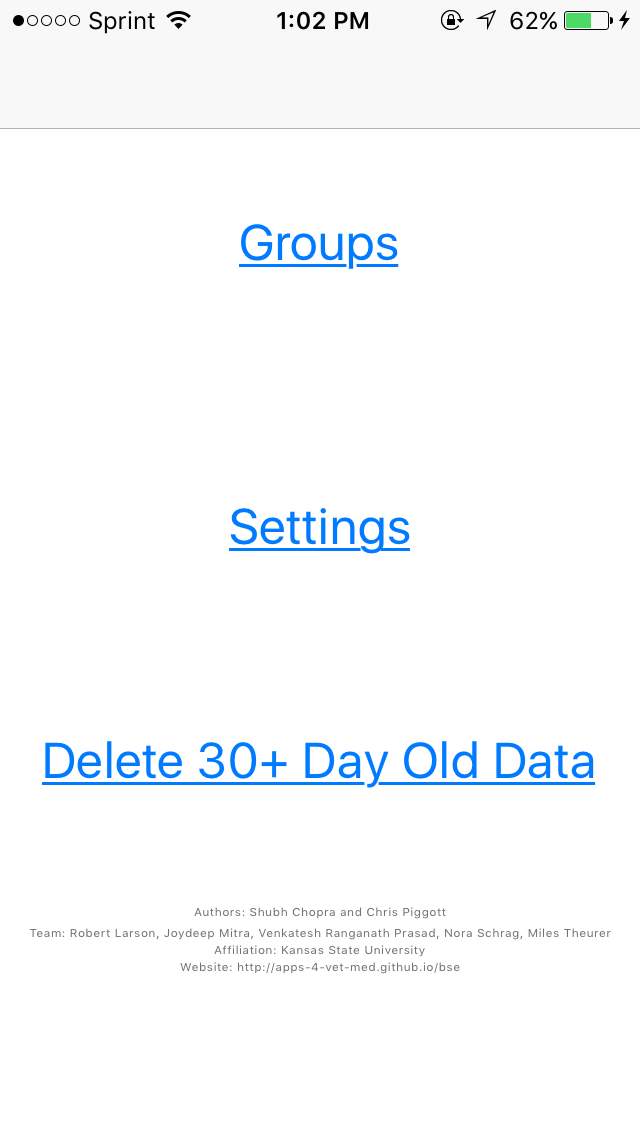 Sprint 1:02 PM 62%
Groups
Settings
Delete 30+ Day Old Data
Authors: Shubh Chopra and Chris Piggott
Team: Robert Larson, Joydeep Mitra, Venkatesh Ranganath Prasad, Nora Schrag, Miles Theurer
Affiliation: Kansas State University
Website: http://apps-4-vet-med.github.io/bse